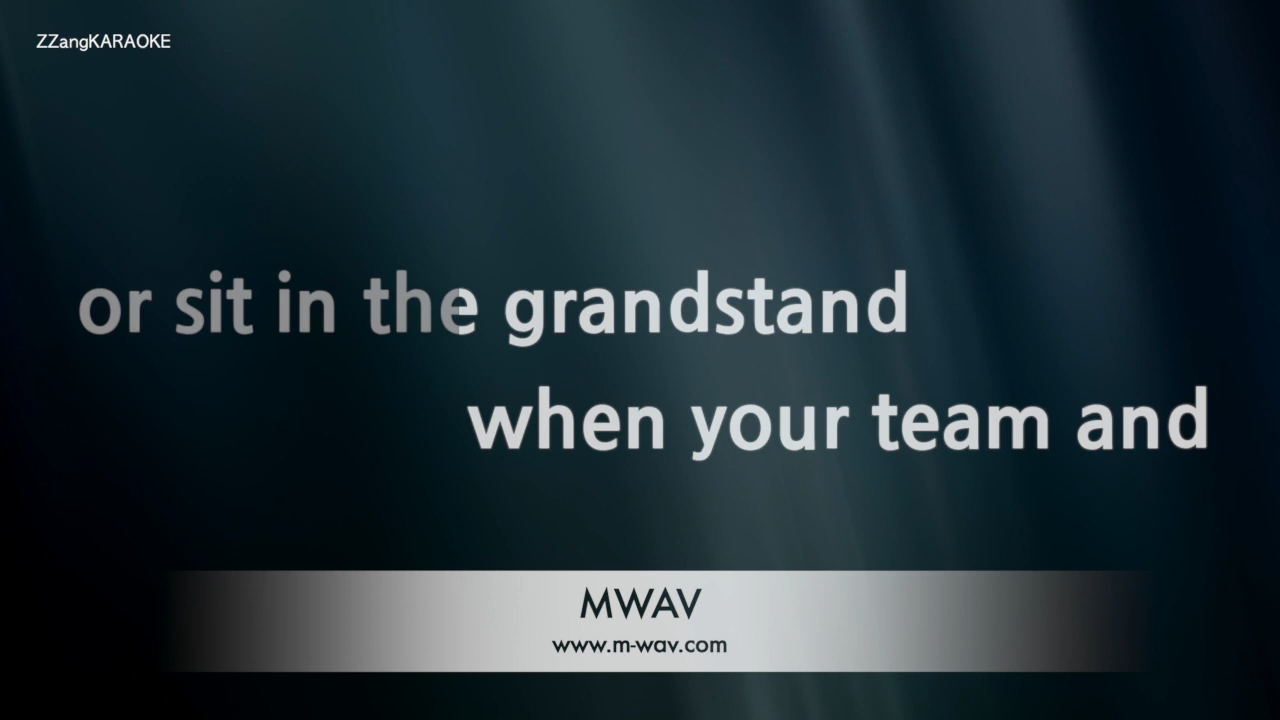 ZZangKARAOKE
or sit in the grandstand
when your team and
MWAV
www.m-wav.com